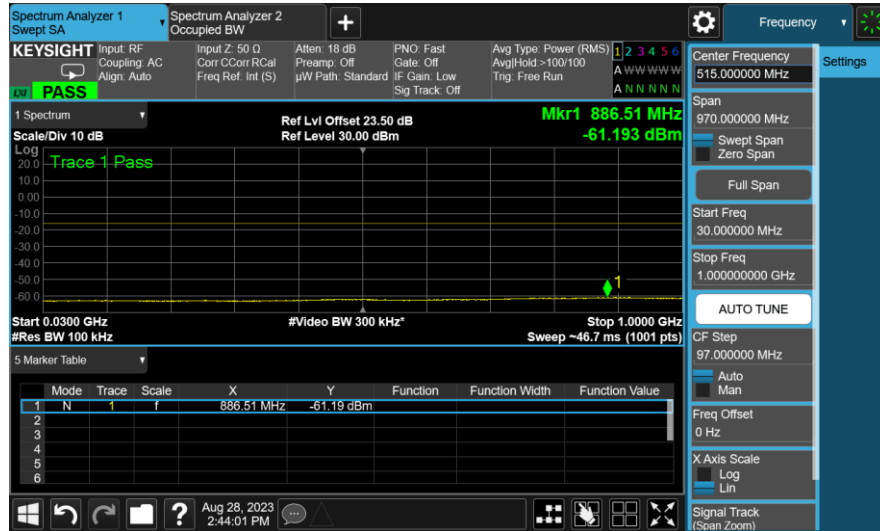 Spectrum Analyzer 1
Swept SA
Spectrum Analyzer 2
Occupied BW
Frequency
KEYSIGHT
Input: RF
Coupling: AC
Align: Auto
Input Z: 50 Ω
Corr CCorr RCal
Freq Ref: Int (S)
Atten: 18 dB
Preamp: Off
µW Path: Standard
PNO: Fast
Gate: Off
IF Gain: Low
Sig Track: Off
Avg Type: Power (RMS)
Avg|Hold:>100/100
Trig: Free Run
1 2 3 4 5 6
A W W W W W
A N N N N N
LXI PASS
1 Spectrum
Scale/Div 10 dB
Ref Lvl Offset 23.50 dB
Ref Level 30.00 dBm
Mkr1 886.51 MHz
-61.193 dBm
Log
Trace 1 Pass
20.0
10.0
0.00
-10.0
-20.0
-30.0
-40.0
-50.0
-60.0
1
Start 0.0300 GHz
#Video BW 300 kHz*
Stop 1.0000 GHz
#Res BW 100 kHz
Sweep ~46.7 ms (1001 pts)
5 Marker Table
Mode Trace Scale X Y Function Function Width Function Value
1 N 1 f 886.51 MHz -61.19 dBm
2
3
4
5
6
Aug 28, 2023
2:44:01 PM
?
Center Frequency
515.000000 MHz
Settings
Span
970.000000 MHz
Swept Span
Zero Span
Full Span
Start Freq
30.000000 MHz
Stop Freq
1.000000000 GHz
AUTO TUNE
CF Step
97.000000 MHz
Auto
Man
Freq Offset
0 Hz
X Axis Scale
Log
Lin
Signal Track
(Span Zoom)